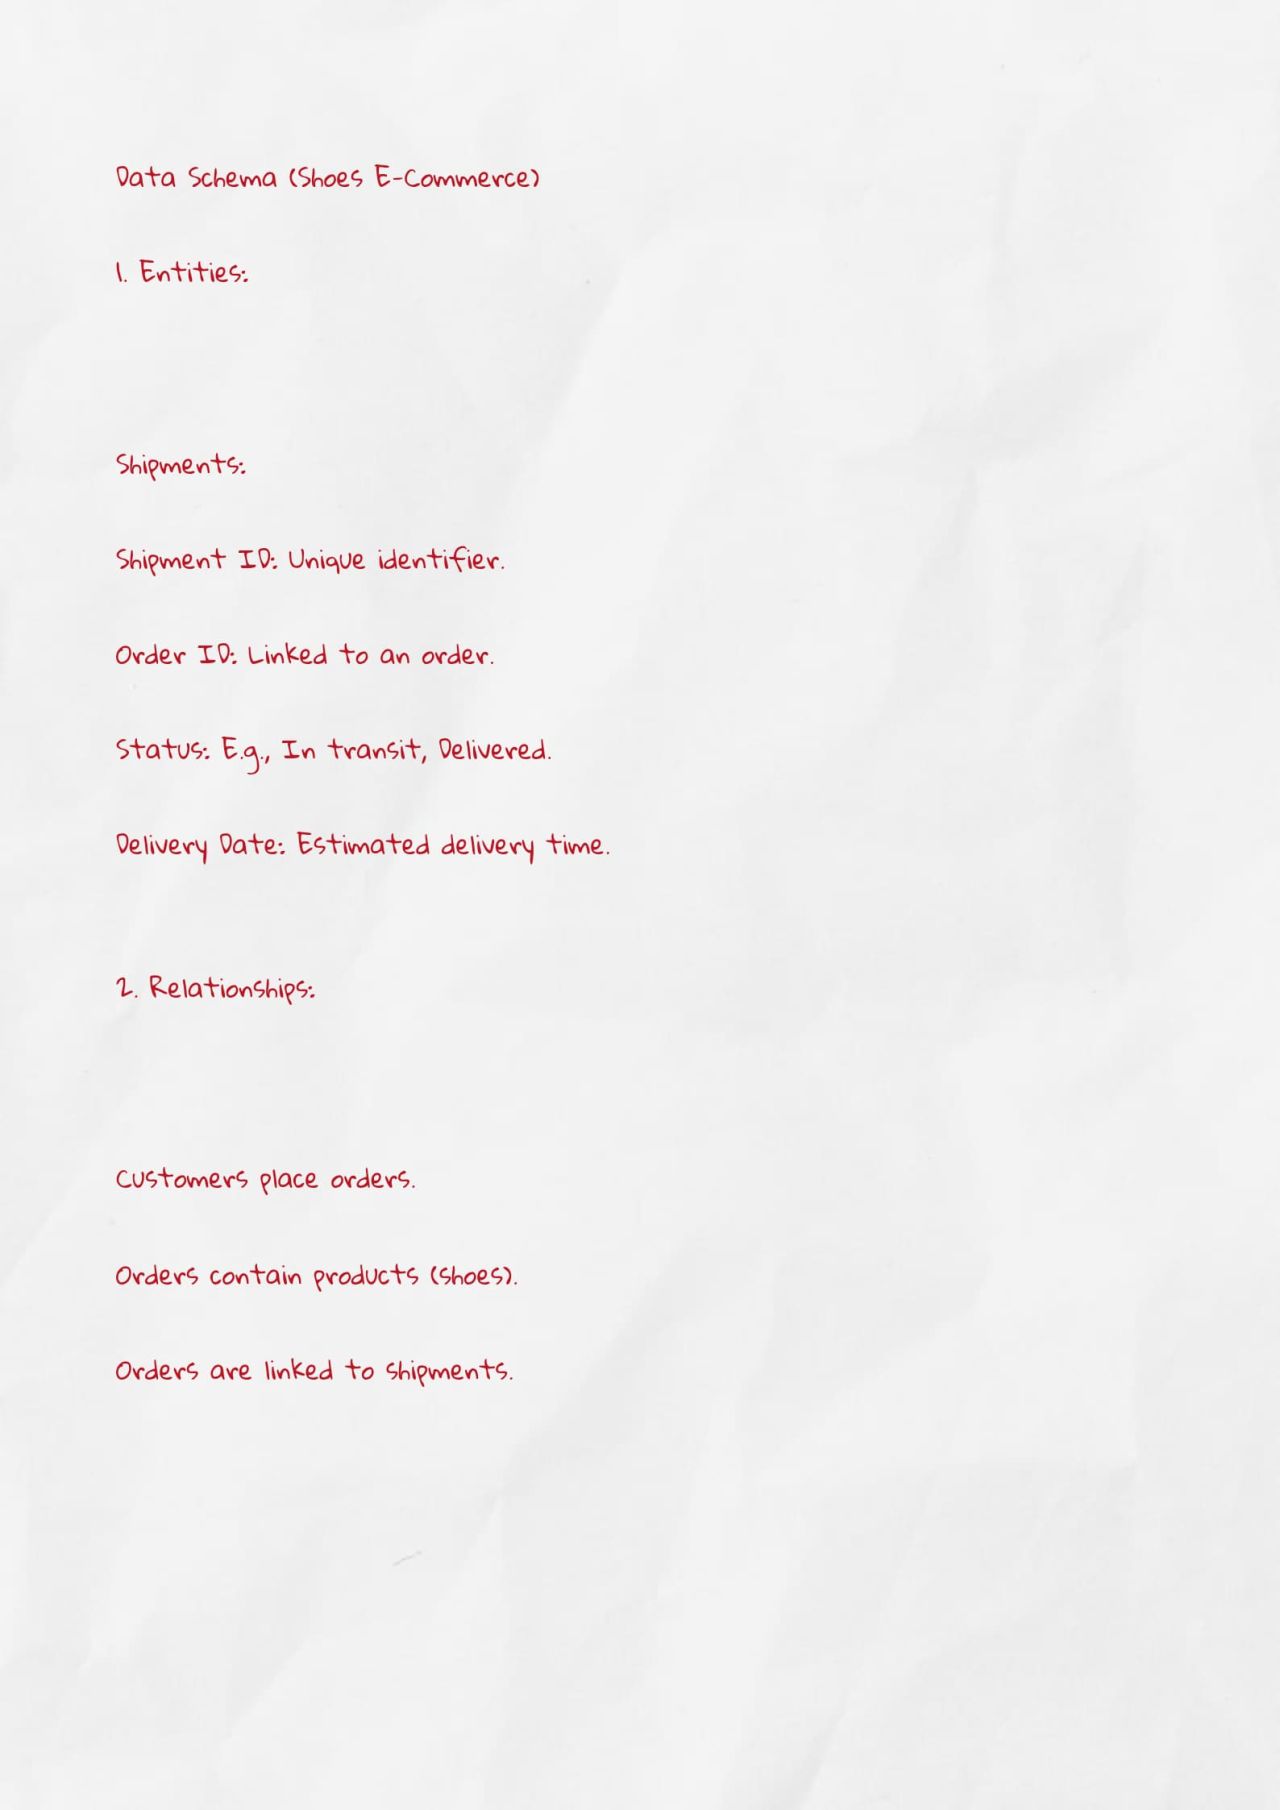 Data Schema (Shoes E-Commerce)
1. Entities:
Shipments:
Shipment ID: Unique identifier.
Order ID: Linked to an order.
Status: E.g., In transit, Delivered.
Delivery Date: Estimated delivery time.
2. Relationships:
Customers place orders.
Orders contain products (shoes).
Orders are linked to shipments.